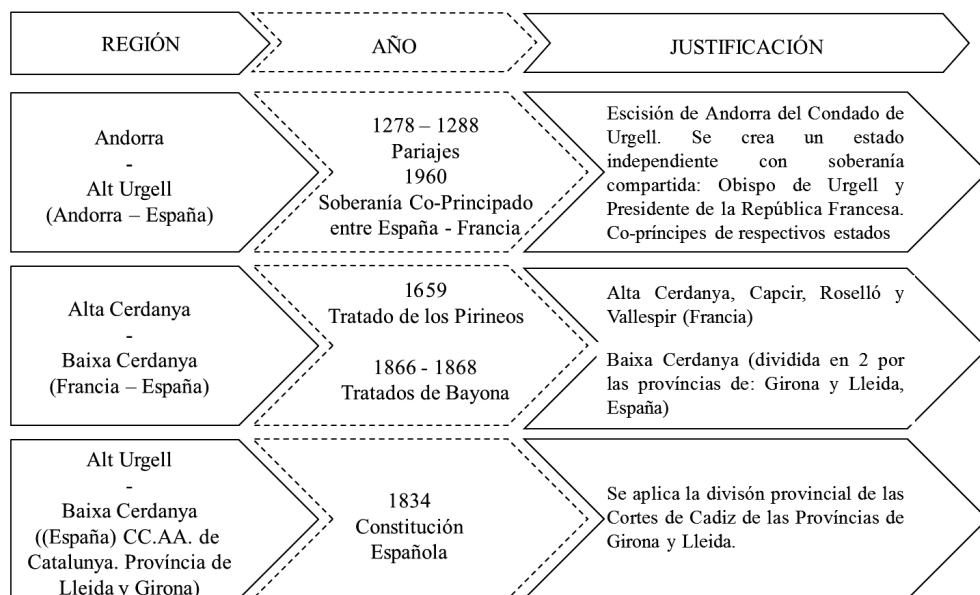 REGIÓN
AÑO
JUSTIFICACIÓN
Andorra
-
Alt Urgell
(Andorra – España)
1278 – 1288
Pariajes
1960
Soberanía Co-Principado
entre España - Francia
Escisión de Andorra del Condado de
Urgell. Se crea un estado
independiente con soberanía
compartida: Obispo de Urgell y
Presidente de la República Francesa.
Co-príncipes de respectivos estados
Alta Cerdanya
-
Baixa Cerdanya
(Francia – España)
1659
Tratado de los Pirineos
1866 - 1868
Tratados de Bayona
Alta Cerdanya, Capcir, Roselló y
Vallespir (Francia)
Baixa Cerdanya (dividida en 2 por
las províncias de: Girona y Lleida,
España)
Alt Urgell
-
Baixa Cerdanya
((España) CC.AA. de
Catalunya. Província de
Lleida y Girona)
1834
Constitución
Española
Se aplica la divisón provincial de las
Cortes de Cadiz de las Províncias de
Girona y Lleida.